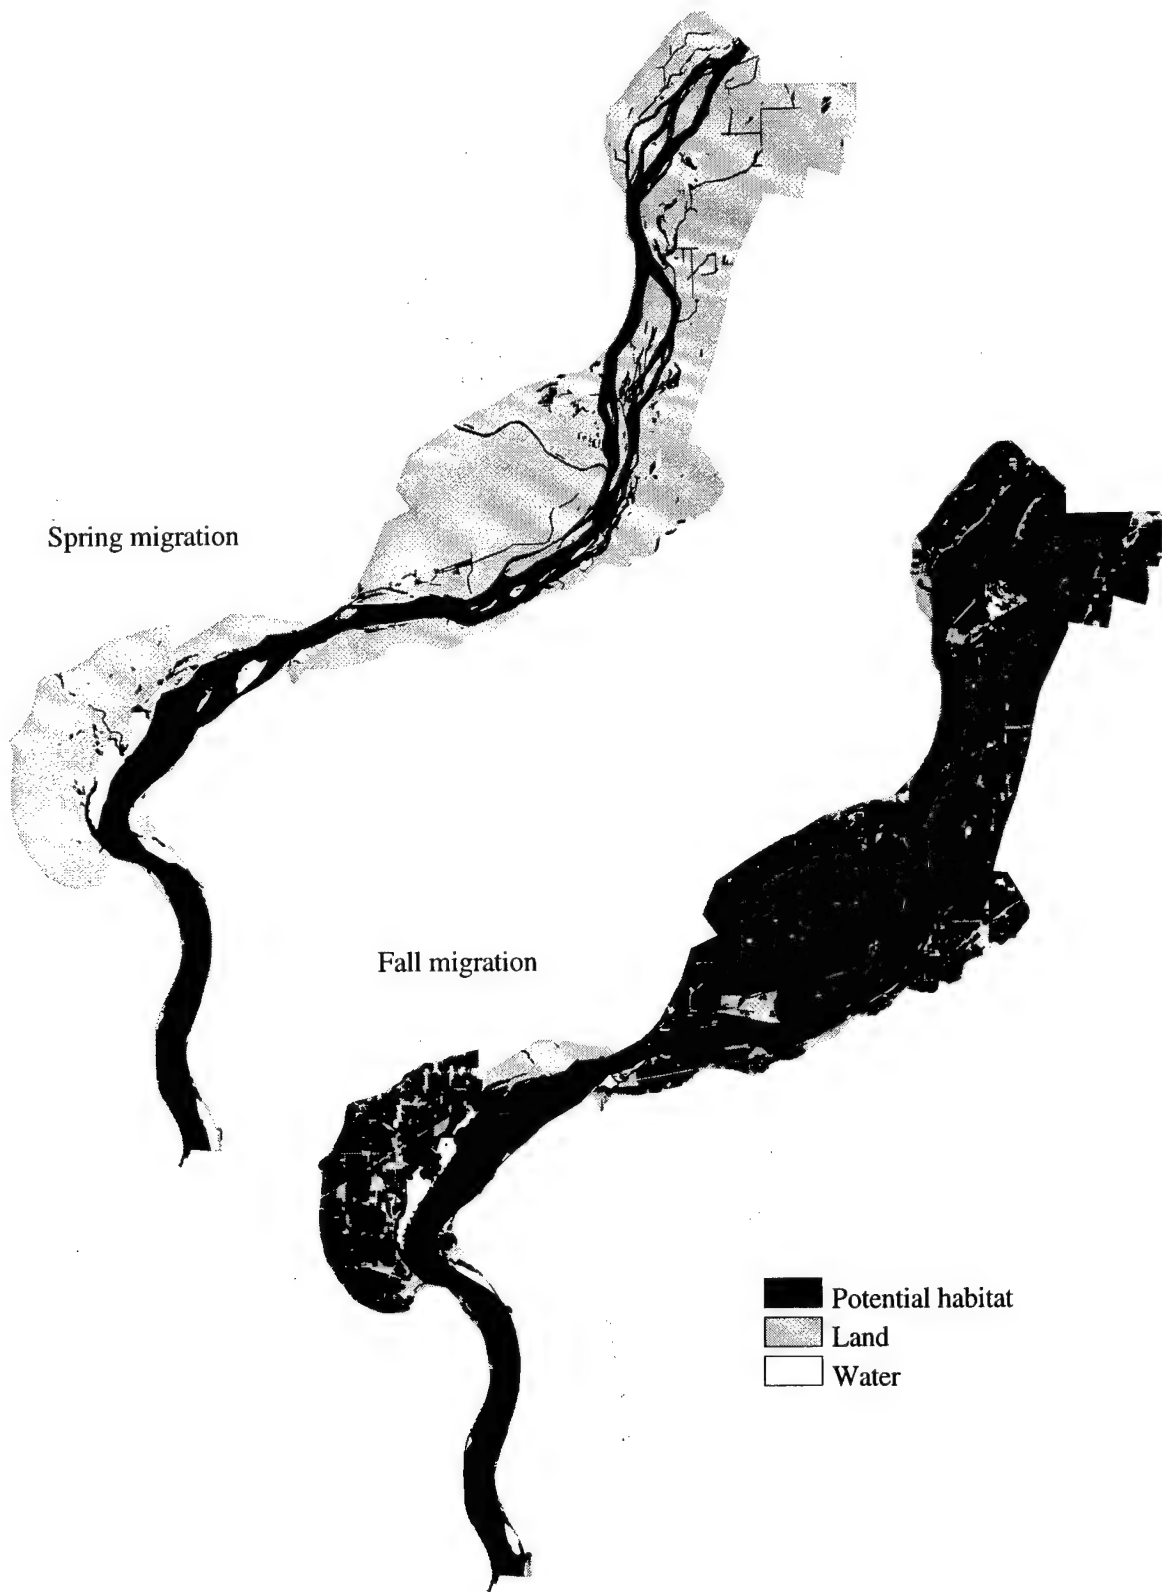 Spring migration
Fall migration
Potential habitat
Land
Water